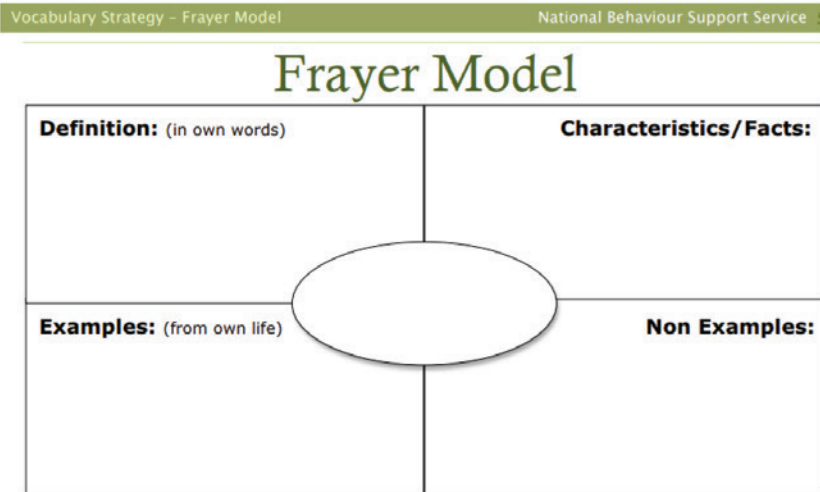 Vocabulary Strategy – Frayer Model National Behaviour Support Service
Frayer Model
Definition: (in own words) Characteristics/Facts:
Examples: (from own life) Non Examples: